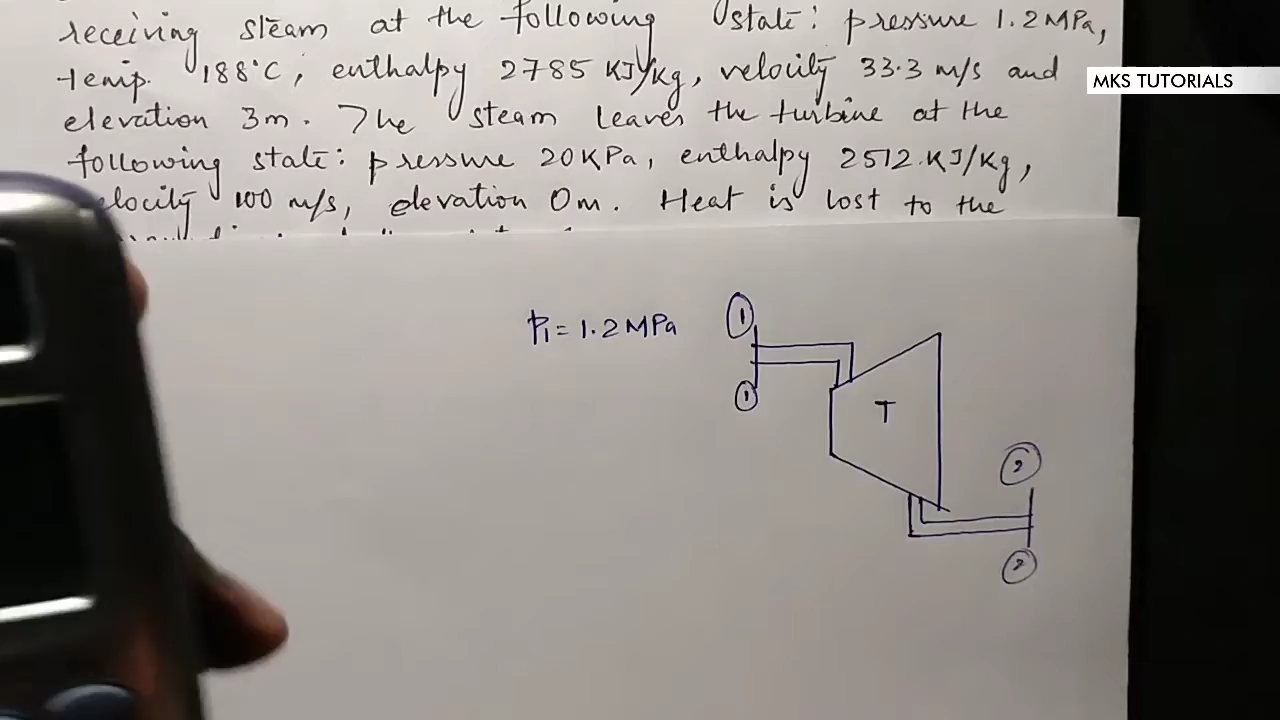 receiving steam at the following state: pressure 1.2 MPa,
temp. 188°C, enthalpy 2785 KJ/Kg, velocity 33.3 m/s and
MKS TUTORIALS
elevation 3m. The steam leaves the turbine at the
following state: pressure 20 KPa, enthalpy 2512 KJ/Kg,
velocity 100 m/s, elevation 0m. Heat is lost to the
p₁ = 1.2 MPa
1
1
T
2
2